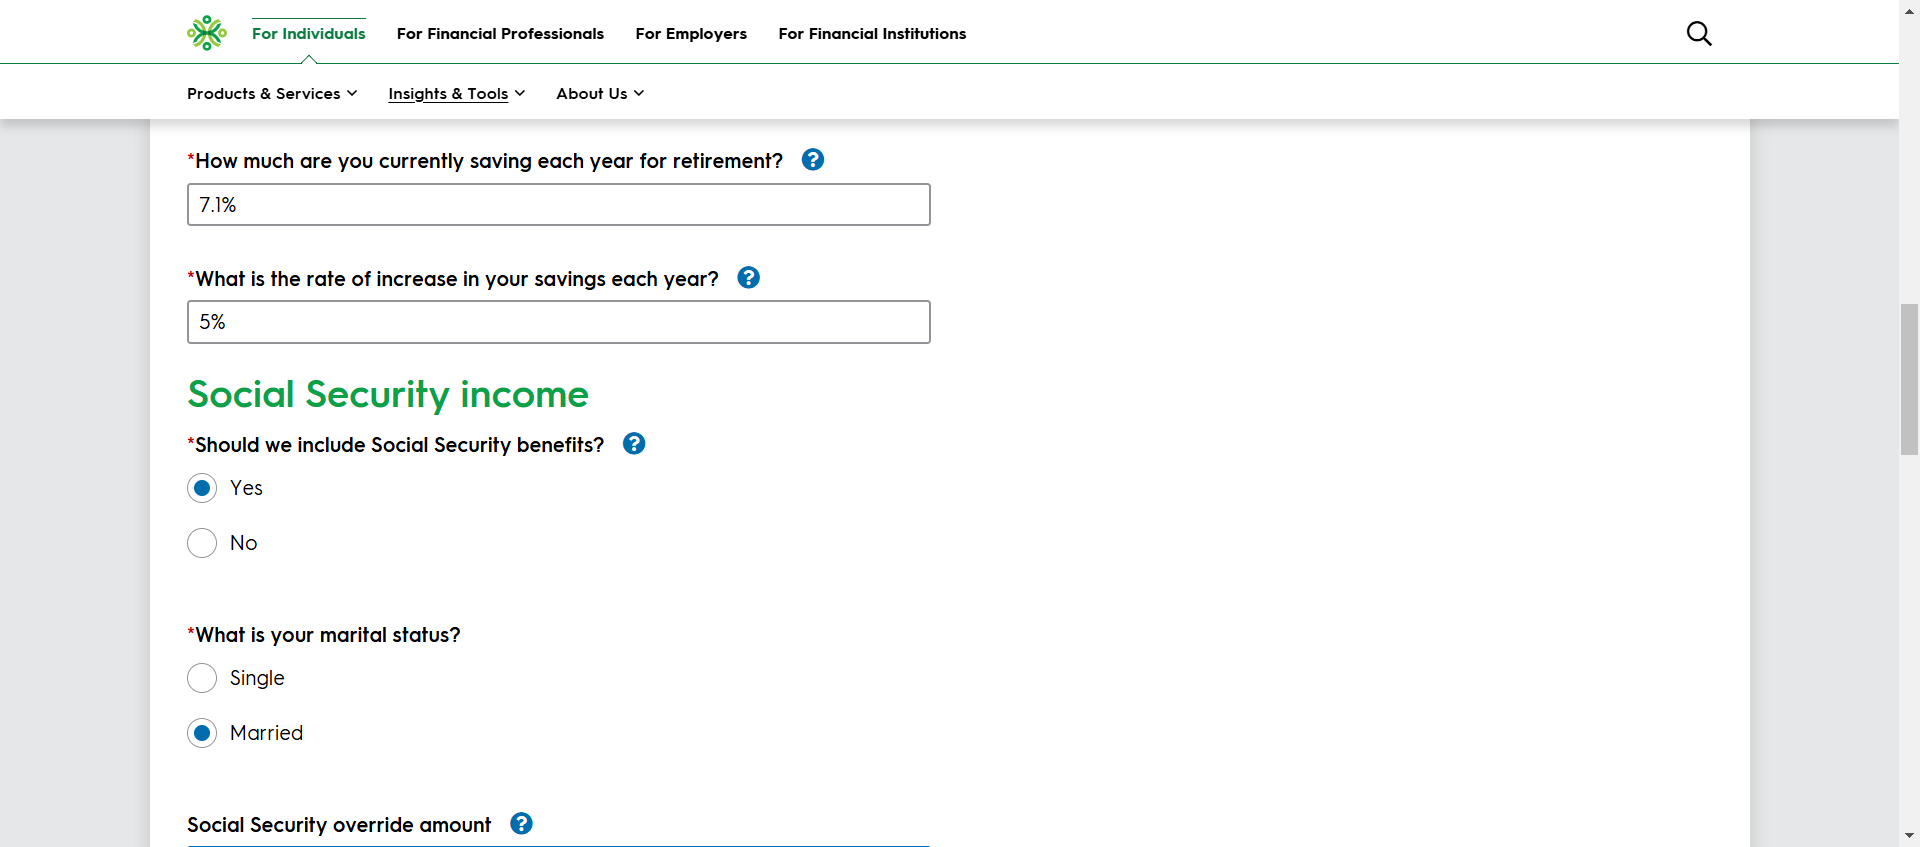 For Individuals For Financial Professionals For Employers For Financial Institutions
Products & Services Insights & Tools About Us
*How much are you currently saving each year for retirement? ?
7.1%
*What is the rate of increase in your savings each year? ?
5%
Social Security income
*Should we include Social Security benefits? ?
Yes
No
*What is your marital status?
Single
Married
Social Security override amount ?